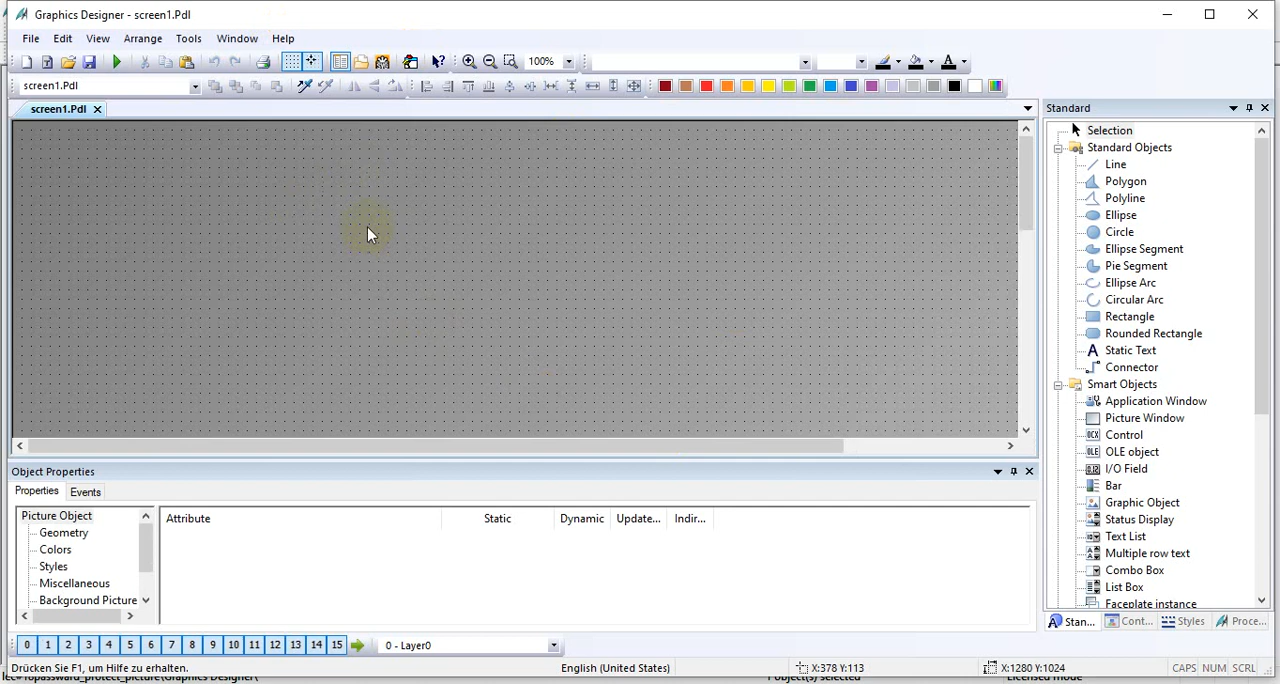 Graphics Designer - screen1.Pdl
File Edit View Arrange Tools Window Help
100%
screen1.Pdl
screen1.Pdl
Standard
Selection
Standard Objects
Line
Polygon
Polyline
Ellipse
Circle
Ellipse Segment
Pie Segment
Ellipse Arc
Circular Arc
Rectangle
Rounded Rectangle
A Static Text
Connector
Smart Objects
Application Window
Picture Window
OCX Control
OLE OLE object
I/O Field
Bar
Graphic Object
Status Display
Text List
Multiple row text
Combo Box
List Box
Faceplate instance
Stan... Cont... Styles Proce...
Object Properties
Properties Events
Picture Object
Geometry
Colors
Styles
Miscellaneous
Background Picture
Attribute Static Dynamic Update... Indir...
0 1 2 3 4 5 6 7 8 9 10 11 12 13 14 15 0 - Layer0
Drücken Sie F1, um Hilfe zu erhalten. English (United States) X:378 Y:113 X:1280 Y:1024 CAPS NUM SCRL